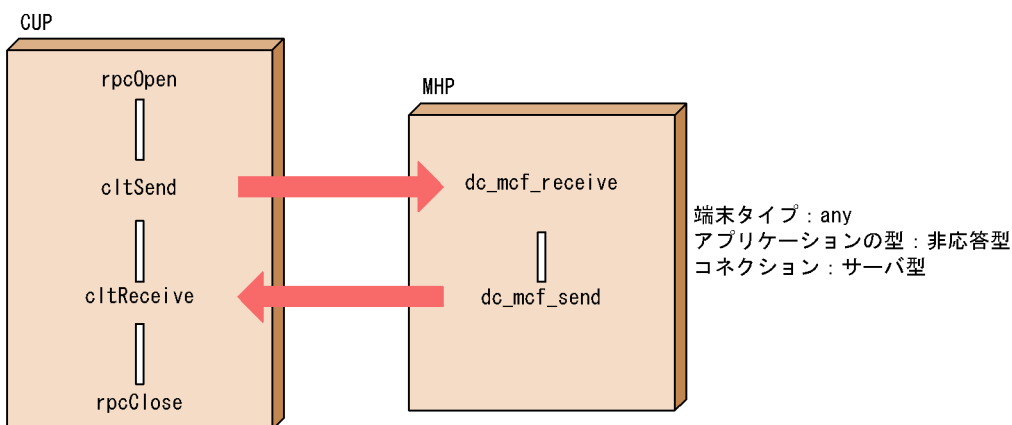 CUP
rpcOpen
cltSend
cltReceive
rpcClose
MHP
dc_mcf_receive
dc_mcf_send
端末タイプ：any
アプリケーションの型：非応答型
コネクション：サーバ型